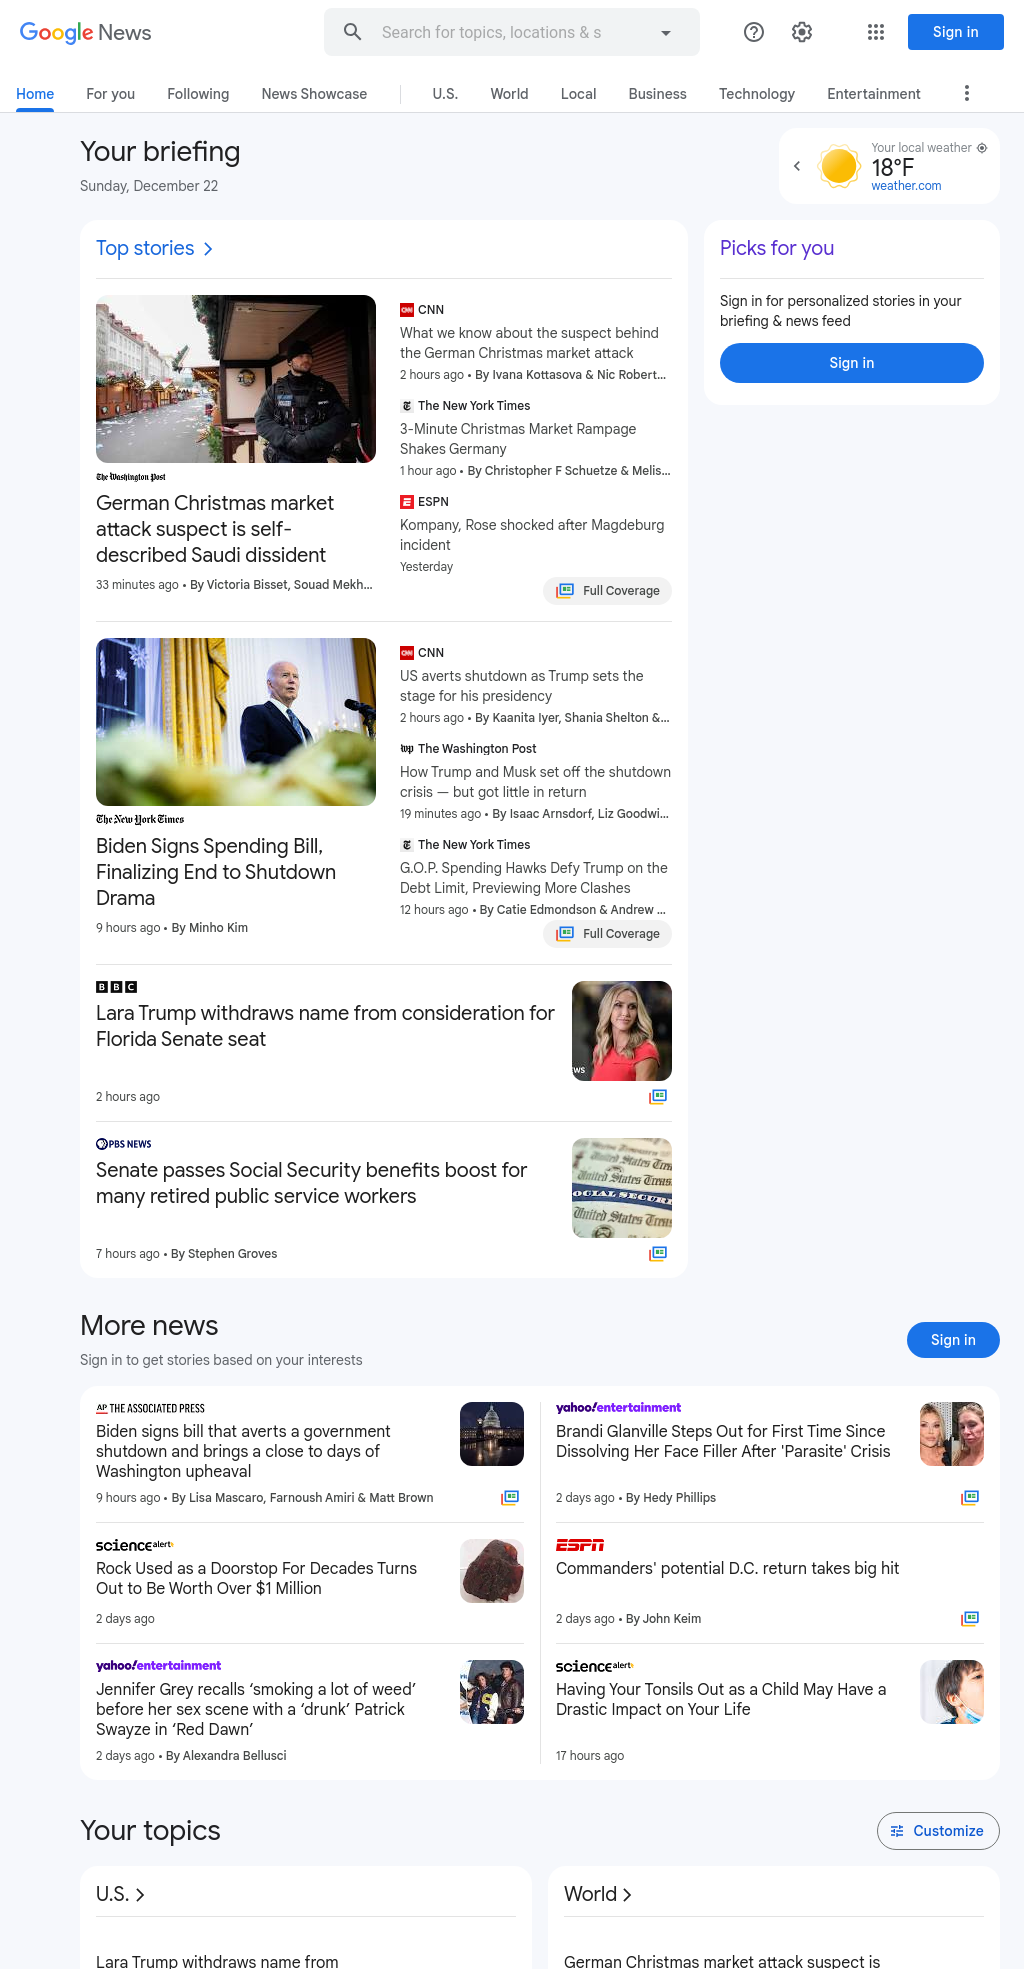 Google News
Search for topics, locations & s
Sign in
Home
For you
Following
News Showcase
U.S.
World
Local
Business
Technology
Entertainment
Your briefing
Sunday, December 22
Your local weather
18°F
weather.com
Top stories
Picks for you
Sign in for personalized stories in your
briefing & news feed
Sign in
The Washington Post
German Christmas market
attack suspect is self-
described Saudi dissident
33 minutes ago • By Victoria Bisset, Souad Mekh...
CNN
What we know about the suspect behind
the German Christmas market attack
2 hours ago • By Ivana Kottasova & Nic Robert...
The New York Times
3-Minute Christmas Market Rampage
Shakes Germany
1 hour ago • By Christopher F Schuetze & Melis...
ESPN
Kompany, Rose shocked after Magdeburg
incident
Yesterday
Full Coverage
The New York Times
Biden Signs Spending Bill,
Finalizing End to Shutdown
Drama
9 hours ago • By Minho Kim
CNN
US averts shutdown as Trump sets the
stage for his presidency
2 hours ago • By Kaanita Iyer, Shania Shelton &...
The Washington Post
How Trump and Musk set off the shutdown
crisis — but got little in return
19 minutes ago • By Isaac Arnsdorf, Liz Goodwi...
The New York Times
G.O.P. Spending Hawks Defy Trump on the
Debt Limit, Previewing More Clashes
12 hours ago • By Catie Edmondson & Andrew ...
Full Coverage
BBC
Lara Trump withdraws name from consideration for
Florida Senate seat
2 hours ago
PBS NEWS
Senate passes Social Security benefits boost for
many retired public service workers
7 hours ago • By Stephen Groves
More news
Sign in to get stories based on your interests
Sign in
AP THE ASSOCIATED PRESS
Biden signs bill that averts a government
shutdown and brings a close to days of
Washington upheaval
9 hours ago • By Lisa Mascaro, Farnoush Amiri & Matt Brown
yahoo!entertainment
Brandi Glanville Steps Out for First Time Since
Dissolving Her Face Filler After 'Parasite' Crisis
2 days ago • By Hedy Phillips
sciencealert
Rock Used as a Doorstop For Decades Turns
Out to Be Worth Over $1 Million
2 days ago
ESPN
Commanders' potential D.C. return takes big hit
2 days ago • By John Keim
yahoo!entertainment
Jennifer Grey recalls ‘smoking a lot of weed’
before her sex scene with a ‘drunk’ Patrick
Swayze in ‘Red Dawn’
2 days ago • By Alexandra Bellusci
sciencealert
Having Your Tonsils Out as a Child May Have a
Drastic Impact on Your Life
17 hours ago
Your topics
Customize
U.S.
World
Lara Trump withdraws name from
German Christmas market attack suspect is